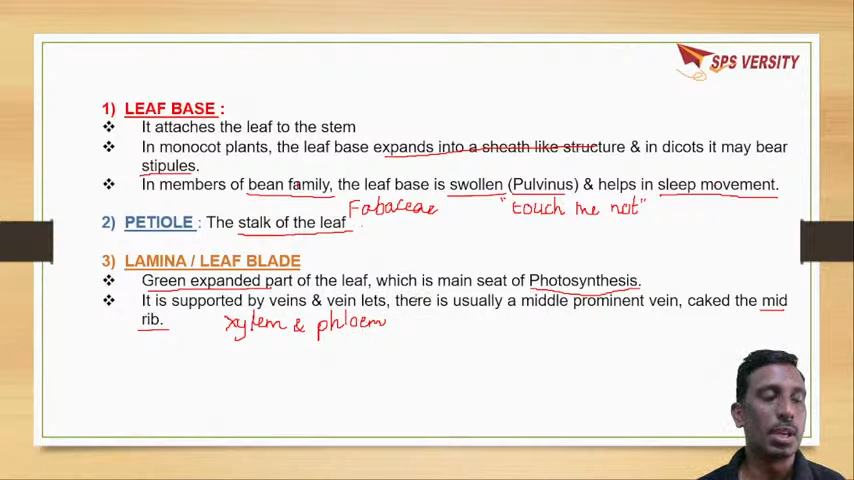 SPS VERSITY
1) LEAF BASE :
❖ It attaches the leaf to the stem
❖ In monocot plants, the leaf base expands into a sheath like structure & in dicots it may bear
stipules.
❖ In members of bean family, the leaf base is swollen (Pulvinus) & helps in sleep movement.
Fabaceae "touch me not"
2) PETIOLE : The stalk of the leaf
3) LAMINA / LEAF BLADE
❖ Green expanded part of the leaf, which is main seat of Photosynthesis.
❖ It is supported by veins & vein lets, there is usually a middle prominent vein, caked the mid
rib.
xylem & phloem